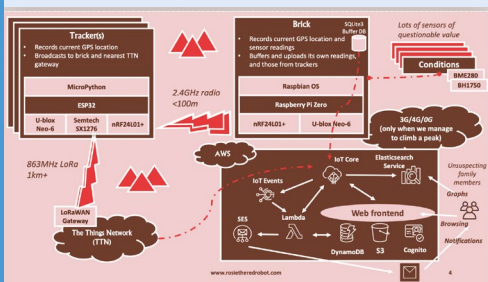 Tracker(s)
• Records current GPS location
• Broadcasts to brick and nearest TTN
gateway
MicroPython
ESP32
U-blox
Neo-6
Semtech
SX1276
nRF24L01+
2.4GHz radio
<100m
Brick
SQLite3
Buffer DB
• Records current GPS location and
sensor readings
• Buffers and uploads its own readings,
and those from trackers
Raspbian OS
Raspberry Pi Zero
nRF24L01+
U-blox Neo-6
Lots of sensors of
questionable value
Conditions
BME280
BH1750
3G/4G/0G
(only when we manage
to climb a peak)
863MHz LoRa
1km+
LoRaWAN
Gateway
The Things Network
(TTN)
AWS
IoT Core
Elasticsearch
Service
IoT Events
Lambda
SES
Web frontend
DynamoDB
S3
Cognito
Unsuspecting
family
members
Graphs
Browsing
Notifications
www.rosietheredrobot.com
4